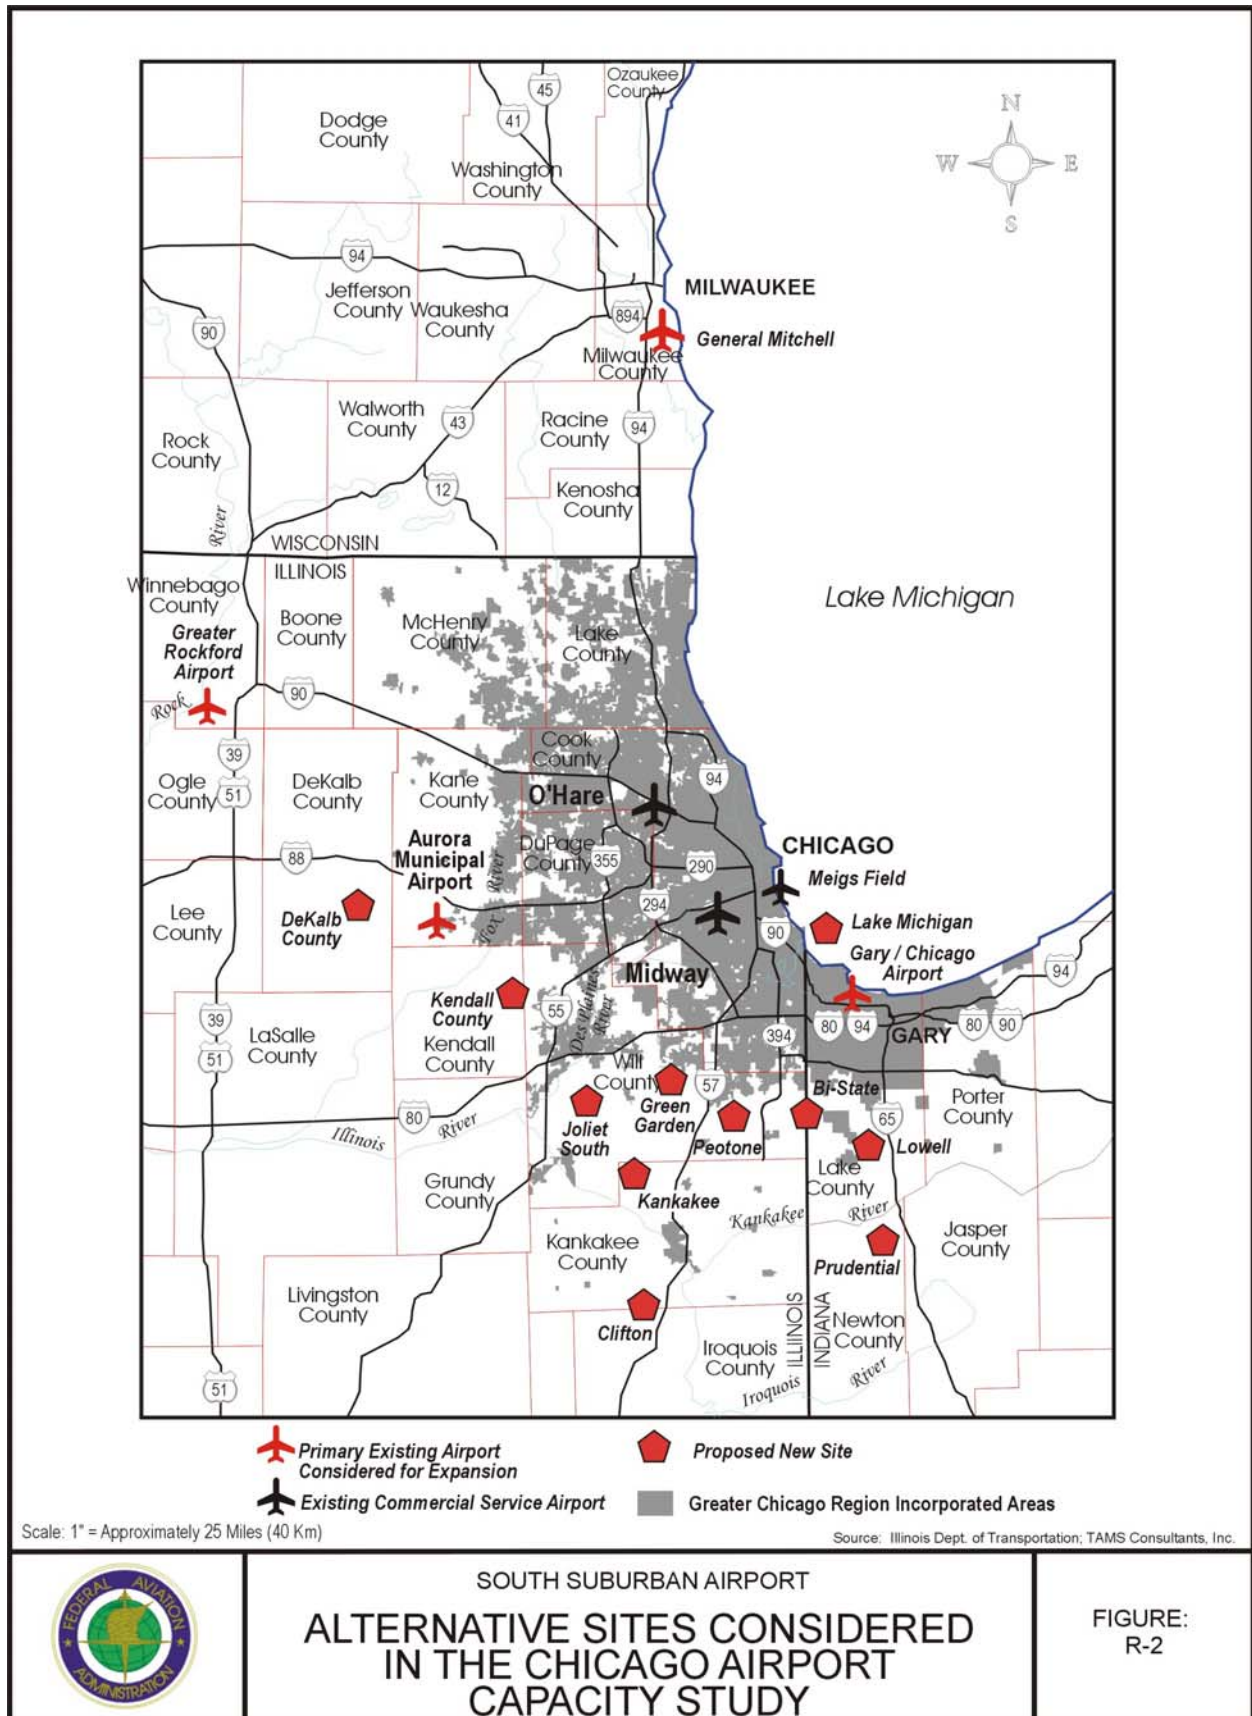 Ozaukee
County
45
41
Dodge
County
Washington
County
N
W
E
S
94
Jefferson
County
Waukesha
County
MILWAUKEE
90
894
General Mitchell
Milwaukee
County
Walworth
County
43
Racine
County
94
Rock
County
12
Kenosha
County
River
WISCONSIN
ILLINOIS
Winnebago
County
Boone
County
McHenry
County
Lake
County
Lake Michigan
Greater
Rockford
Airport
Rock
90
39
Cook
County
94
Ogle
County
51
DeKalb
County
Kane
County
O'Hare
Aurora
Municipal
Airport
River
DuPage
County
355
290
CHICAGO
Meigs Field
88
294
Lee
County
DeKalb
County
Fox
90
Lake Michigan
Gary / Chicago
Airport
Midway
94
Kendall
County
55
Des Plaines
River
39
51
LaSalle
County
Kendall
County
394
80
94
GARY
80
90
Will
County
57
Bi-State
Porter
County
80
Illinois
River
Joliet
South
Green
Garden
Peotone
65
Lowell
Lake
County
Grundy
County
Kankakee
Kankakee
River
Kankakee
County
Jasper
County
Prudential
Livingston
County
Clifton
ILLINOIS
INDIANA
Newton
County
Iroquois
County
Iroquois
River
51
Primary Existing Airport
Considered for Expansion
Proposed New Site
Existing Commercial Service Airport
Greater Chicago Region Incorporated Areas
Scale: 1" = Approximately 25 Miles (40 Km)
Source: Illinois Dept. of Transportation; TAMS Consultants, Inc.
FEDERAL AVIATION
ADMINISTRATION
SOUTH SUBURBAN AIRPORT
ALTERNATIVE SITES CONSIDERED
IN THE CHICAGO AIRPORT
CAPACITY STUDY
FIGURE:
R-2